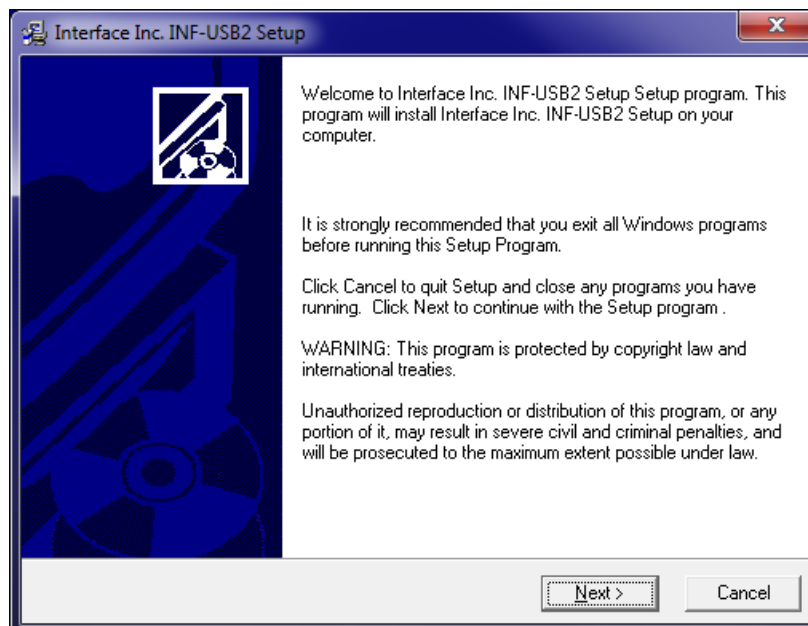 Interface Inc. INF-USB2 Setup
Welcome to Interface Inc. INF-USB2 Setup Setup program. This
program will install Interface Inc. INF-USB2 Setup on your
computer.
It is strongly recommended that you exit all Windows programs
before running this Setup Program.
Click Cancel to quit Setup and close any programs you have
running. Click Next to continue with the Setup program .
WARNING: This program is protected by copyright law and
international treaties.
Unauthorized reproduction or distribution of this program, or any
portion of it, may result in severe civil and criminal penalties, and
will be prosecuted to the maximum extent possible under law.
Next >
Cancel